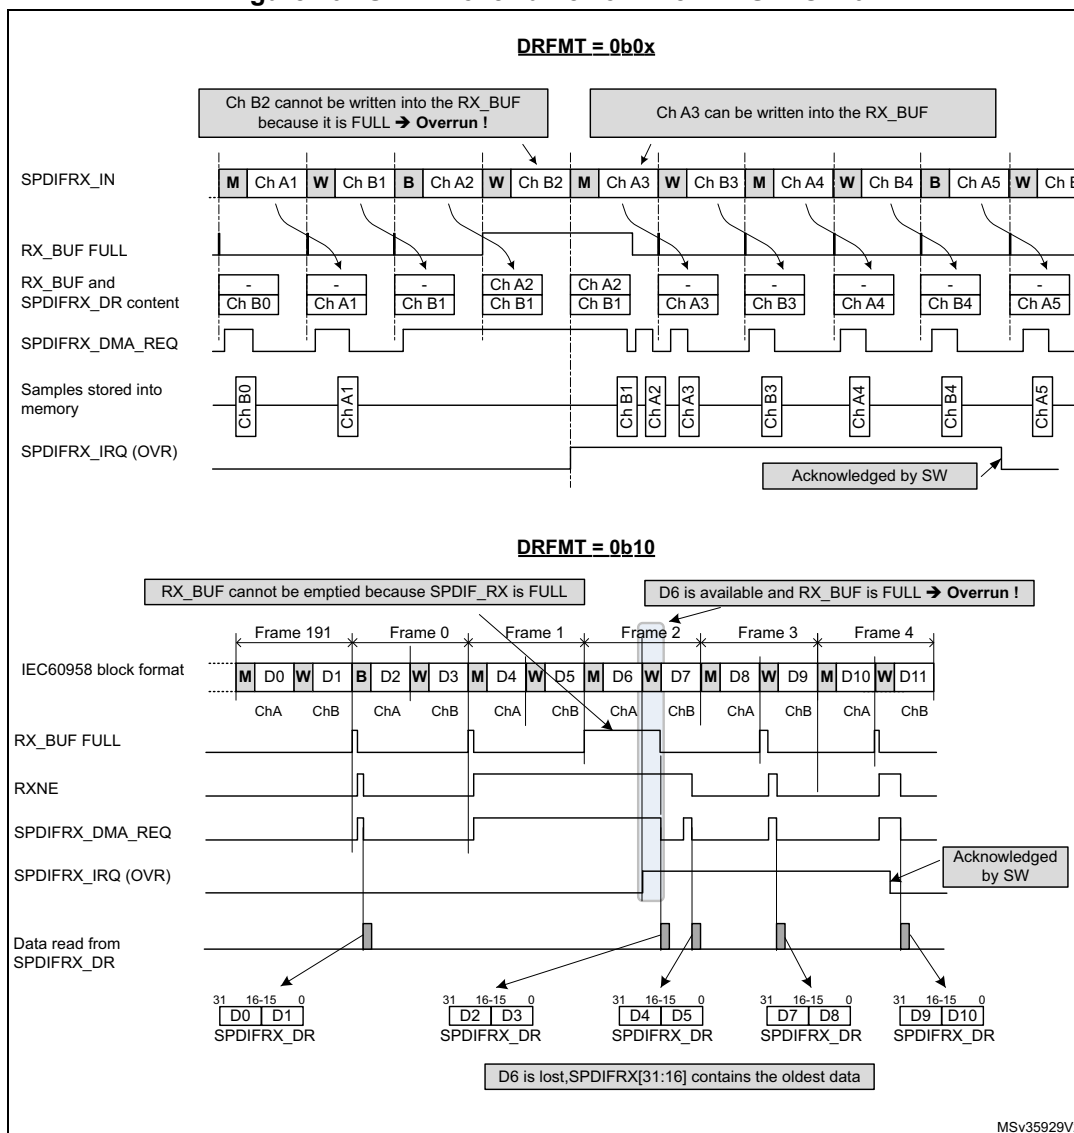 DRFMT = 0b0x
Ch B2 cannot be written into the RX_BUF
because it is FULL ➔ Overrun !
Ch A3 can be written into the RX_BUF
SPDIFRX_IN
M Ch A1 W Ch B1 B Ch A2 W Ch B2 M Ch A3 W Ch B3 M Ch A4 W Ch B4 B Ch A5 W Ch
RX_BUF FULL
RX_BUF and
SPDIFRX_DR content
- - - Ch A2 Ch A2 - - - - -
Ch B0 Ch A1 Ch B1 Ch B1 Ch B1 Ch A3 Ch B3 Ch A4 Ch B4 Ch A5
SPDIFRX_DMA_REQ
Samples stored into
memory
Ch B0 Ch A1 Ch B1 Ch A2 Ch A3 Ch B3 Ch A4 Ch B4 Ch A5
SPDIFRX_IRQ (OVR)
Acknowledged by SW
DRFMT = 0b10
RX_BUF cannot be emptied because SPDIF_RX is FULL
D6 is available and RX_BUF is FULL ➔ Overrun !
Frame 191 Frame 0 Frame 1 Frame 2 Frame 3 Frame 4
IEC60958 block format
M D0 W D1 B D2 W D3 M D4 W D5 M D6 W D7 M D8 W D9 M D10 W D11
ChA ChB ChA ChB ChA ChB ChA ChB ChA ChB ChA ChB
RX_BUF FULL
RXNE
SPDIFRX_DMA_REQ
SPDIFRX_IRQ (OVR)
Acknowledged
by SW
Data read from
SPDIFRX_DR
31 16-15 0 31 16-15 0 31 16-15 0 31 16-15 0 31 16-15 0
D0 D1 D2 D3 D4 D5 D7 D8 D9 D10
SPDIFRX_DR SPDIFRX_DR SPDIFRX_DR SPDIFRX_DR SPDIFRX_DR
D6 is lost,SPDIFRX[31:16] contains the oldest data